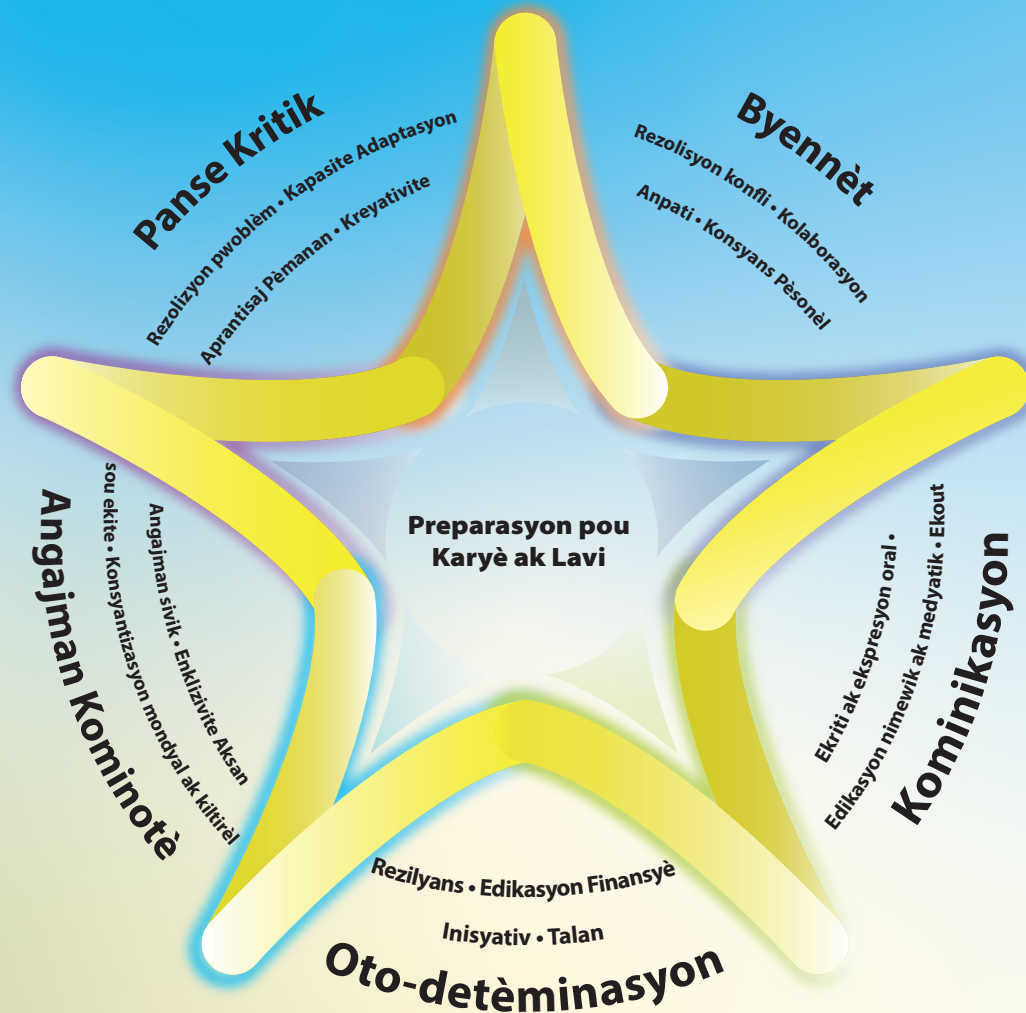 Panse Kritik
Rezolizyon pwoblèm • Kapasite Adaptasyon
Aprantisaj Pèmanan • Kreyativite
Byennèt
Rezolisyon konfli • Kolaborasyon
Anpati • Konsyans Pèsonèl
Preparasyon pou
Karyè ak Lavi
Angajman Kominotè
Angajman sivik • Enklizivite Aksan
sou ekite • Konsyantizasyon mondyal ak kiltirèl
Ekriti ak ekspresyon oral •
Edikasyon nimewik ak medyatik • Ekout
Kominikasyon
Rezilyans • Edikasyon Finansyè
Inisyativ • Talan
Oto-detèminasyon